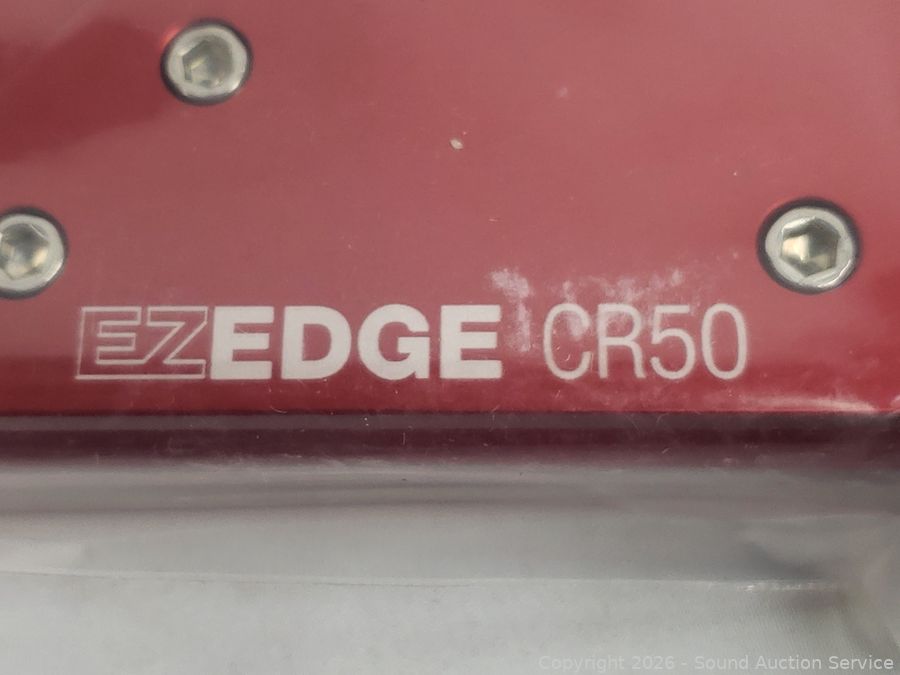 EZEDGE CR50
Copyright 2026 - Sound Auction Service